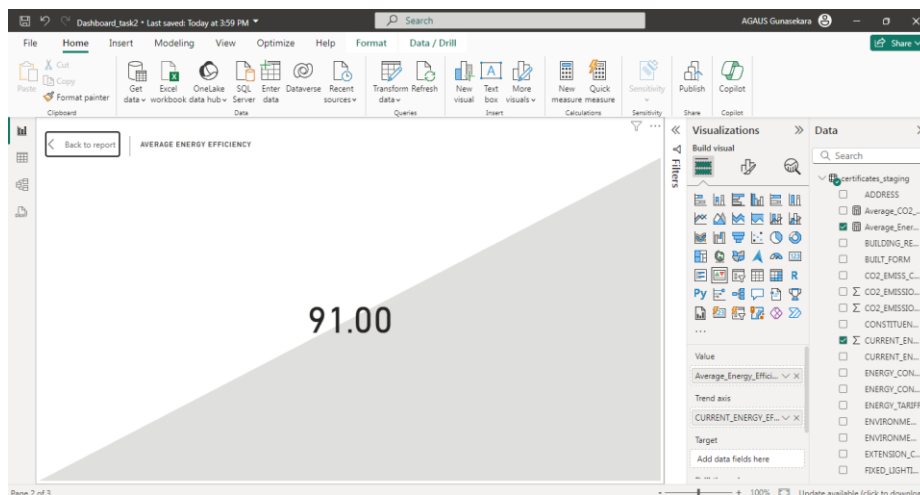 Dashboard_task2 • Last saved: Today at 3:59 PM
Search
AGAUS Gunasekara
File Home Insert Modeling View Optimize Help Format Data / Drill
Share
Paste
Cut
Copy
Format painter
Get data
Excel workbook
OneLake data hub
SQL Server
Enter data
Dataverse
Recent sources
Transform data
Refresh
New visual
Text box
More visuals
New measure
Quick measure
Sensitivity
Publish
Copilot
Clipboard
Data
Queries
Insert
Calculations
Sensitivity
Share
Copilot
Back to report
AVERAGE ENERGY EFFICIENCY
91.00
Filters
Visualizations
Build visual
R
Py
...
Value
Average_Energy_Effici...
Trend axis
CURRENT_ENERGY_EF...
Target
Add data fields here
Data
Search
certificates_staging
ADDRESS
Average_CO2_...
Average_Ener...
BUILDING_RE...
BUILT_FORM
CO2_EMISS_C...
CO2_EMISSIO...
CO2_EMISSIO...
CONSTITUEN...
CURRENT_EN...
CURRENT_EN...
ENERGY_CON...
ENERGY_CON...
ENERGY_TARIFF
ENVIRONME...
ENVIRONME...
EXTENSION_C...
FIXED_LIGHTI...
Page 2 of 3
100%
Update available (click to download